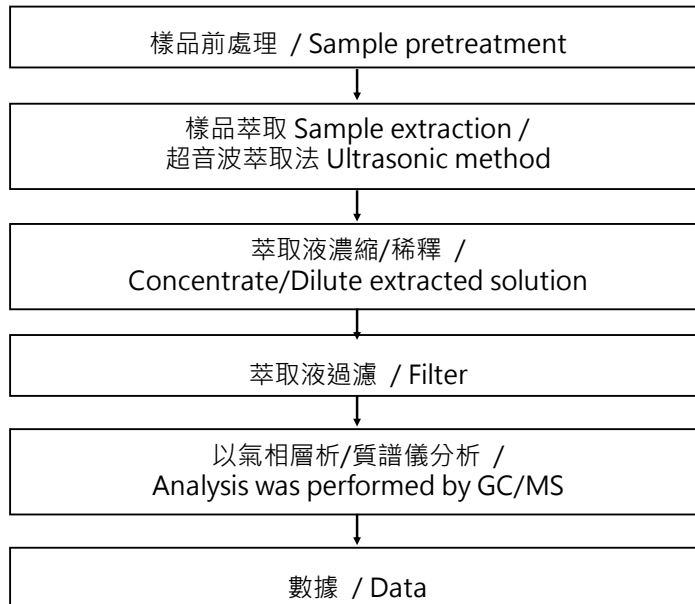 樣品前處理 / Sample pretreatment
樣品萃取 Sample extraction /
超音波萃取法 Ultrasonic method
萃取液濃縮/稀釋 /
Concentrate/Dilute extracted solution
萃取液過濾 / Filter
以氣相層析/質譜儀分析 /
Analysis was performed by GC/MS
數據 / Data